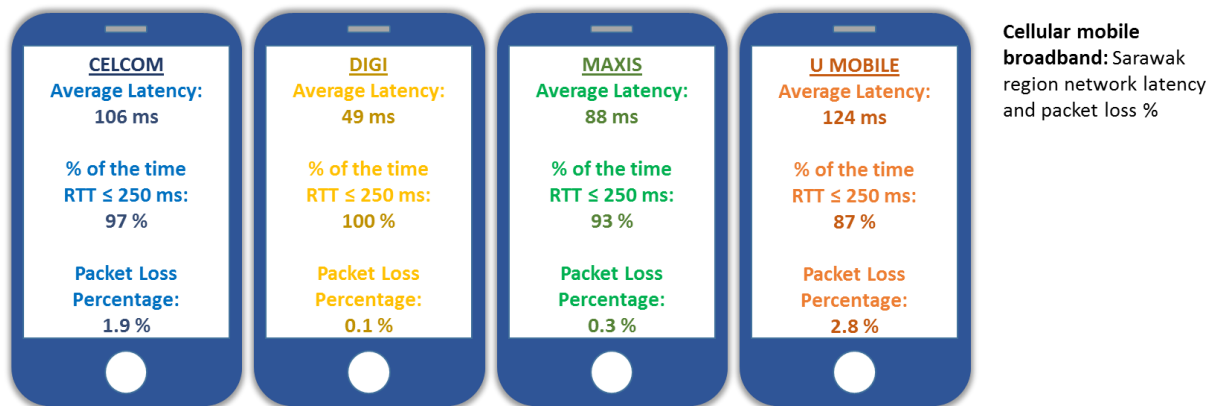 CELCOM
Average Latency:
106 ms
% of the time
RTT ≤ 250 ms:
97 %
Packet Loss
Percentage:
1.9 %
DIGI
Average Latency:
49 ms
% of the time
RTT ≤ 250 ms:
100 %
Packet Loss
Percentage:
0.1 %
MAXIS
Average Latency:
88 ms
% of the time
RTT ≤ 250 ms:
93 %
Packet Loss
Percentage:
0.3 %
U MOBILE
Average Latency:
124 ms
% of the time
RTT ≤ 250 ms:
87 %
Packet Loss
Percentage:
2.8 %
Cellular mobile
broadband: Sarawak
region network latency
and packet loss %